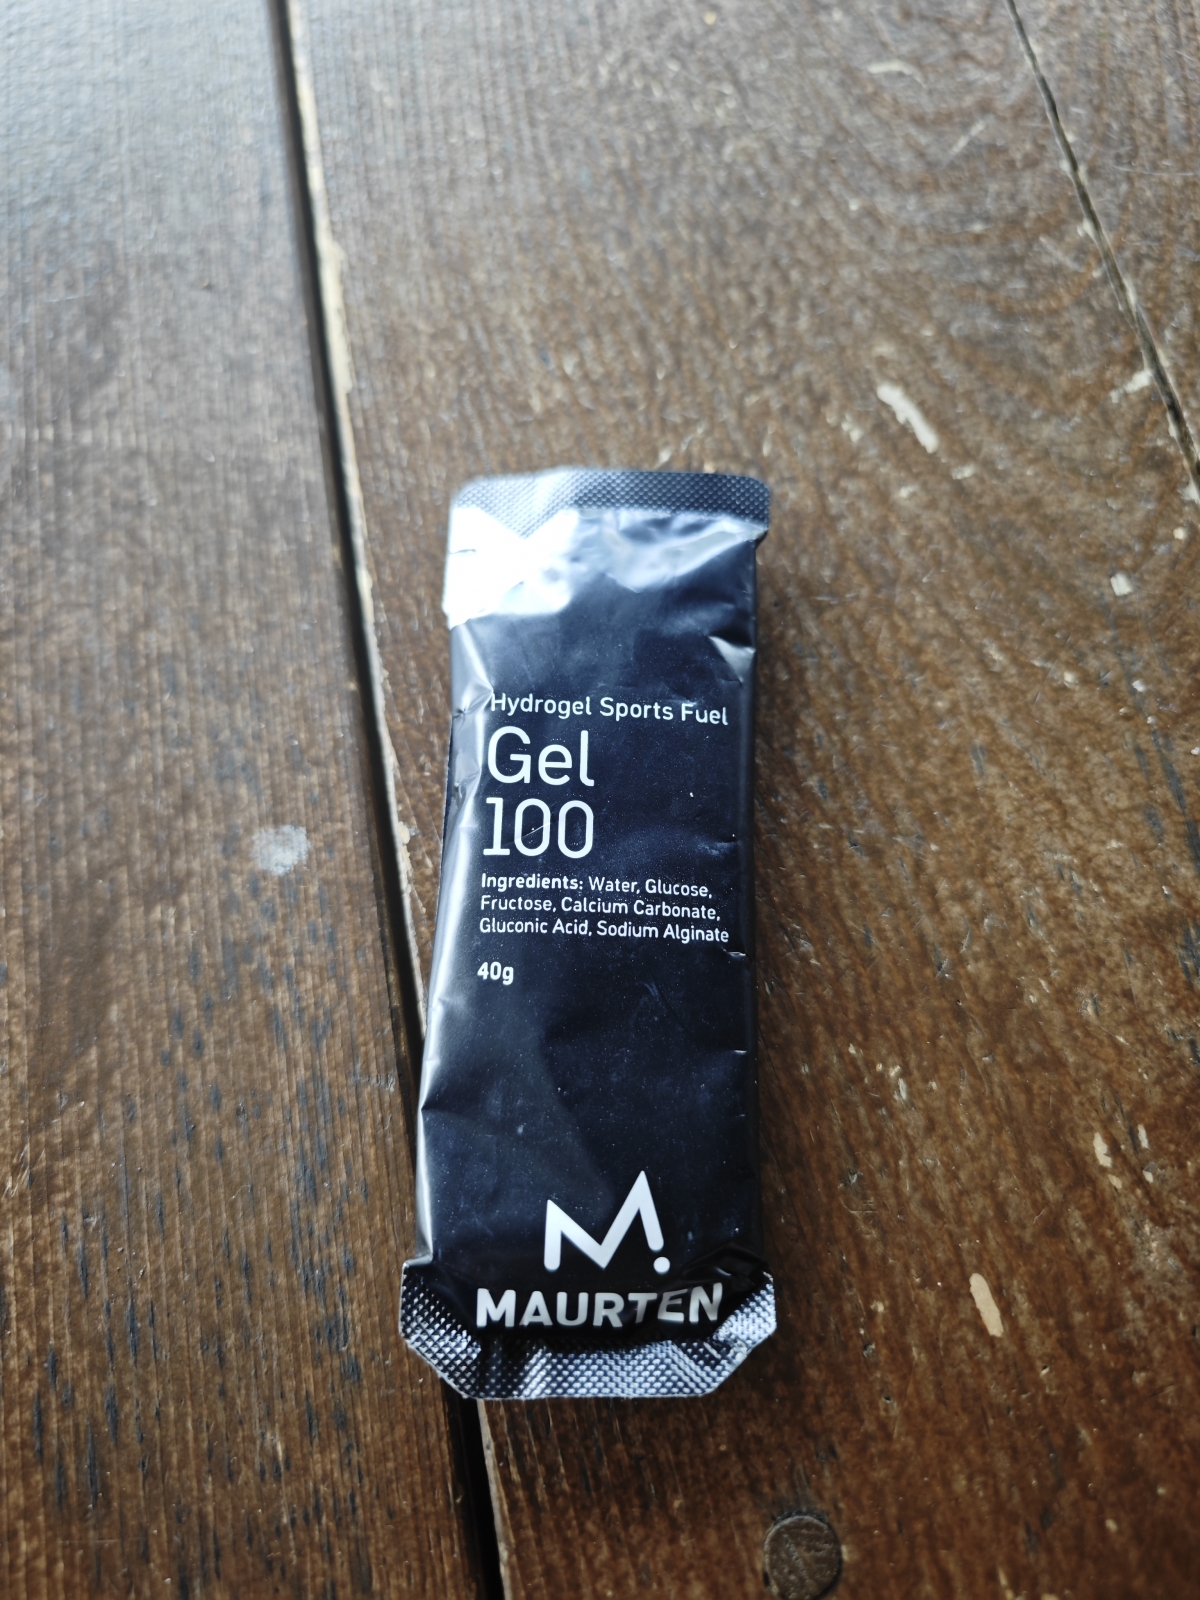 Hydrogel Sports Fuel
Gel
100
Ingredients: Water, Glucose,
Fructose, Calcium Carbonate,
Gluconic Acid, Sodium Alginate
40g
M.
MAURTEN